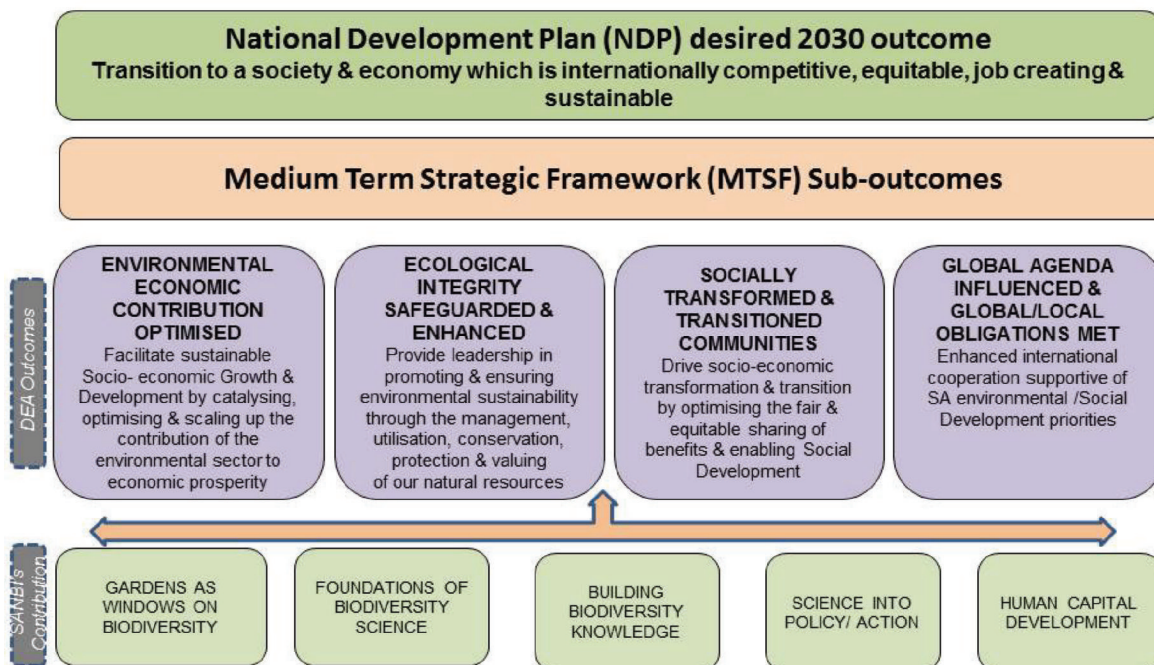 National Development Plan (NDP) desired 2030 outcome
Transition to a society & economy which is internationally competitive, equitable, job creating &
sustainable
Medium Term Strategic Framework (MTSF) Sub-outcomes
DEA Outcomes
ENVIRONMENTAL
ECONOMIC
CONTRIBUTION
OPTIMISED
Facilitate sustainable
Socio- economic Growth &
Development by catalysing,
optimising & scaling up the
contribution of the
environmental sector to
economic prosperity
ECOLOGICAL
INTEGRITY
SAFEGUARDED &
ENHANCED
Provide leadership in
promoting & ensuring
environmental sustainability
through the management,
utilisation, conservation,
protection & valuing
of our natural resources
SOCIALLY
TRANSFORMED &
TRANSITIONED
COMMUNITIES
Drive socio-economic
transformation & transition
by optimising the fair &
equitable sharing of
benefits & enabling Social
Development
GLOBAL AGENDA
INFLUENCED &
GLOBAL/LOCAL
OBLIGATIONS MET
Enhanced international
cooperation supportive of
SA environmental /Social
Development priorities
SANBI's
Contribution
GARDENS AS
WINDOWS ON
BIODIVERSITY
FOUNDATIONS OF
BIODIVERSITY
SCIENCE
BUILDING
BIODIVERSITY
KNOWLEDGE
SCIENCE INTO
POLICY/ ACTION
HUMAN CAPITAL
DEVELOPMENT